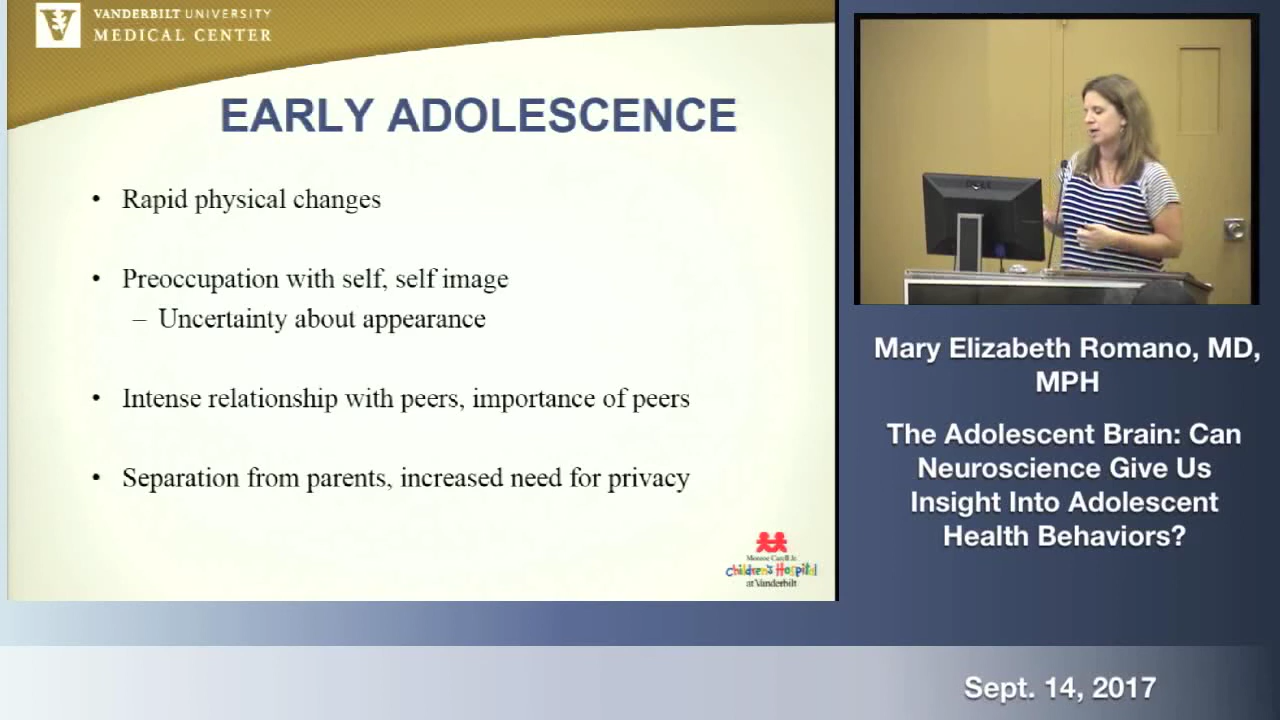 VANDERBILT UNIVERSITY
MEDICAL CENTER
EARLY ADOLESCENCE
• Rapid physical changes
• Preoccupation with self, self image
– Uncertainty about appearance
• Intense relationship with peers, importance of peers
• Separation from parents, increased need for privacy
Monroe Carell Jr.
Children's Hospital
at Vanderbilt
DELL
Mary Elizabeth Romano, MD,
MPH
The Adolescent Brain: Can
Neuroscience Give Us
Insight Into Adolescent
Health Behaviors?
Sept. 14, 2017